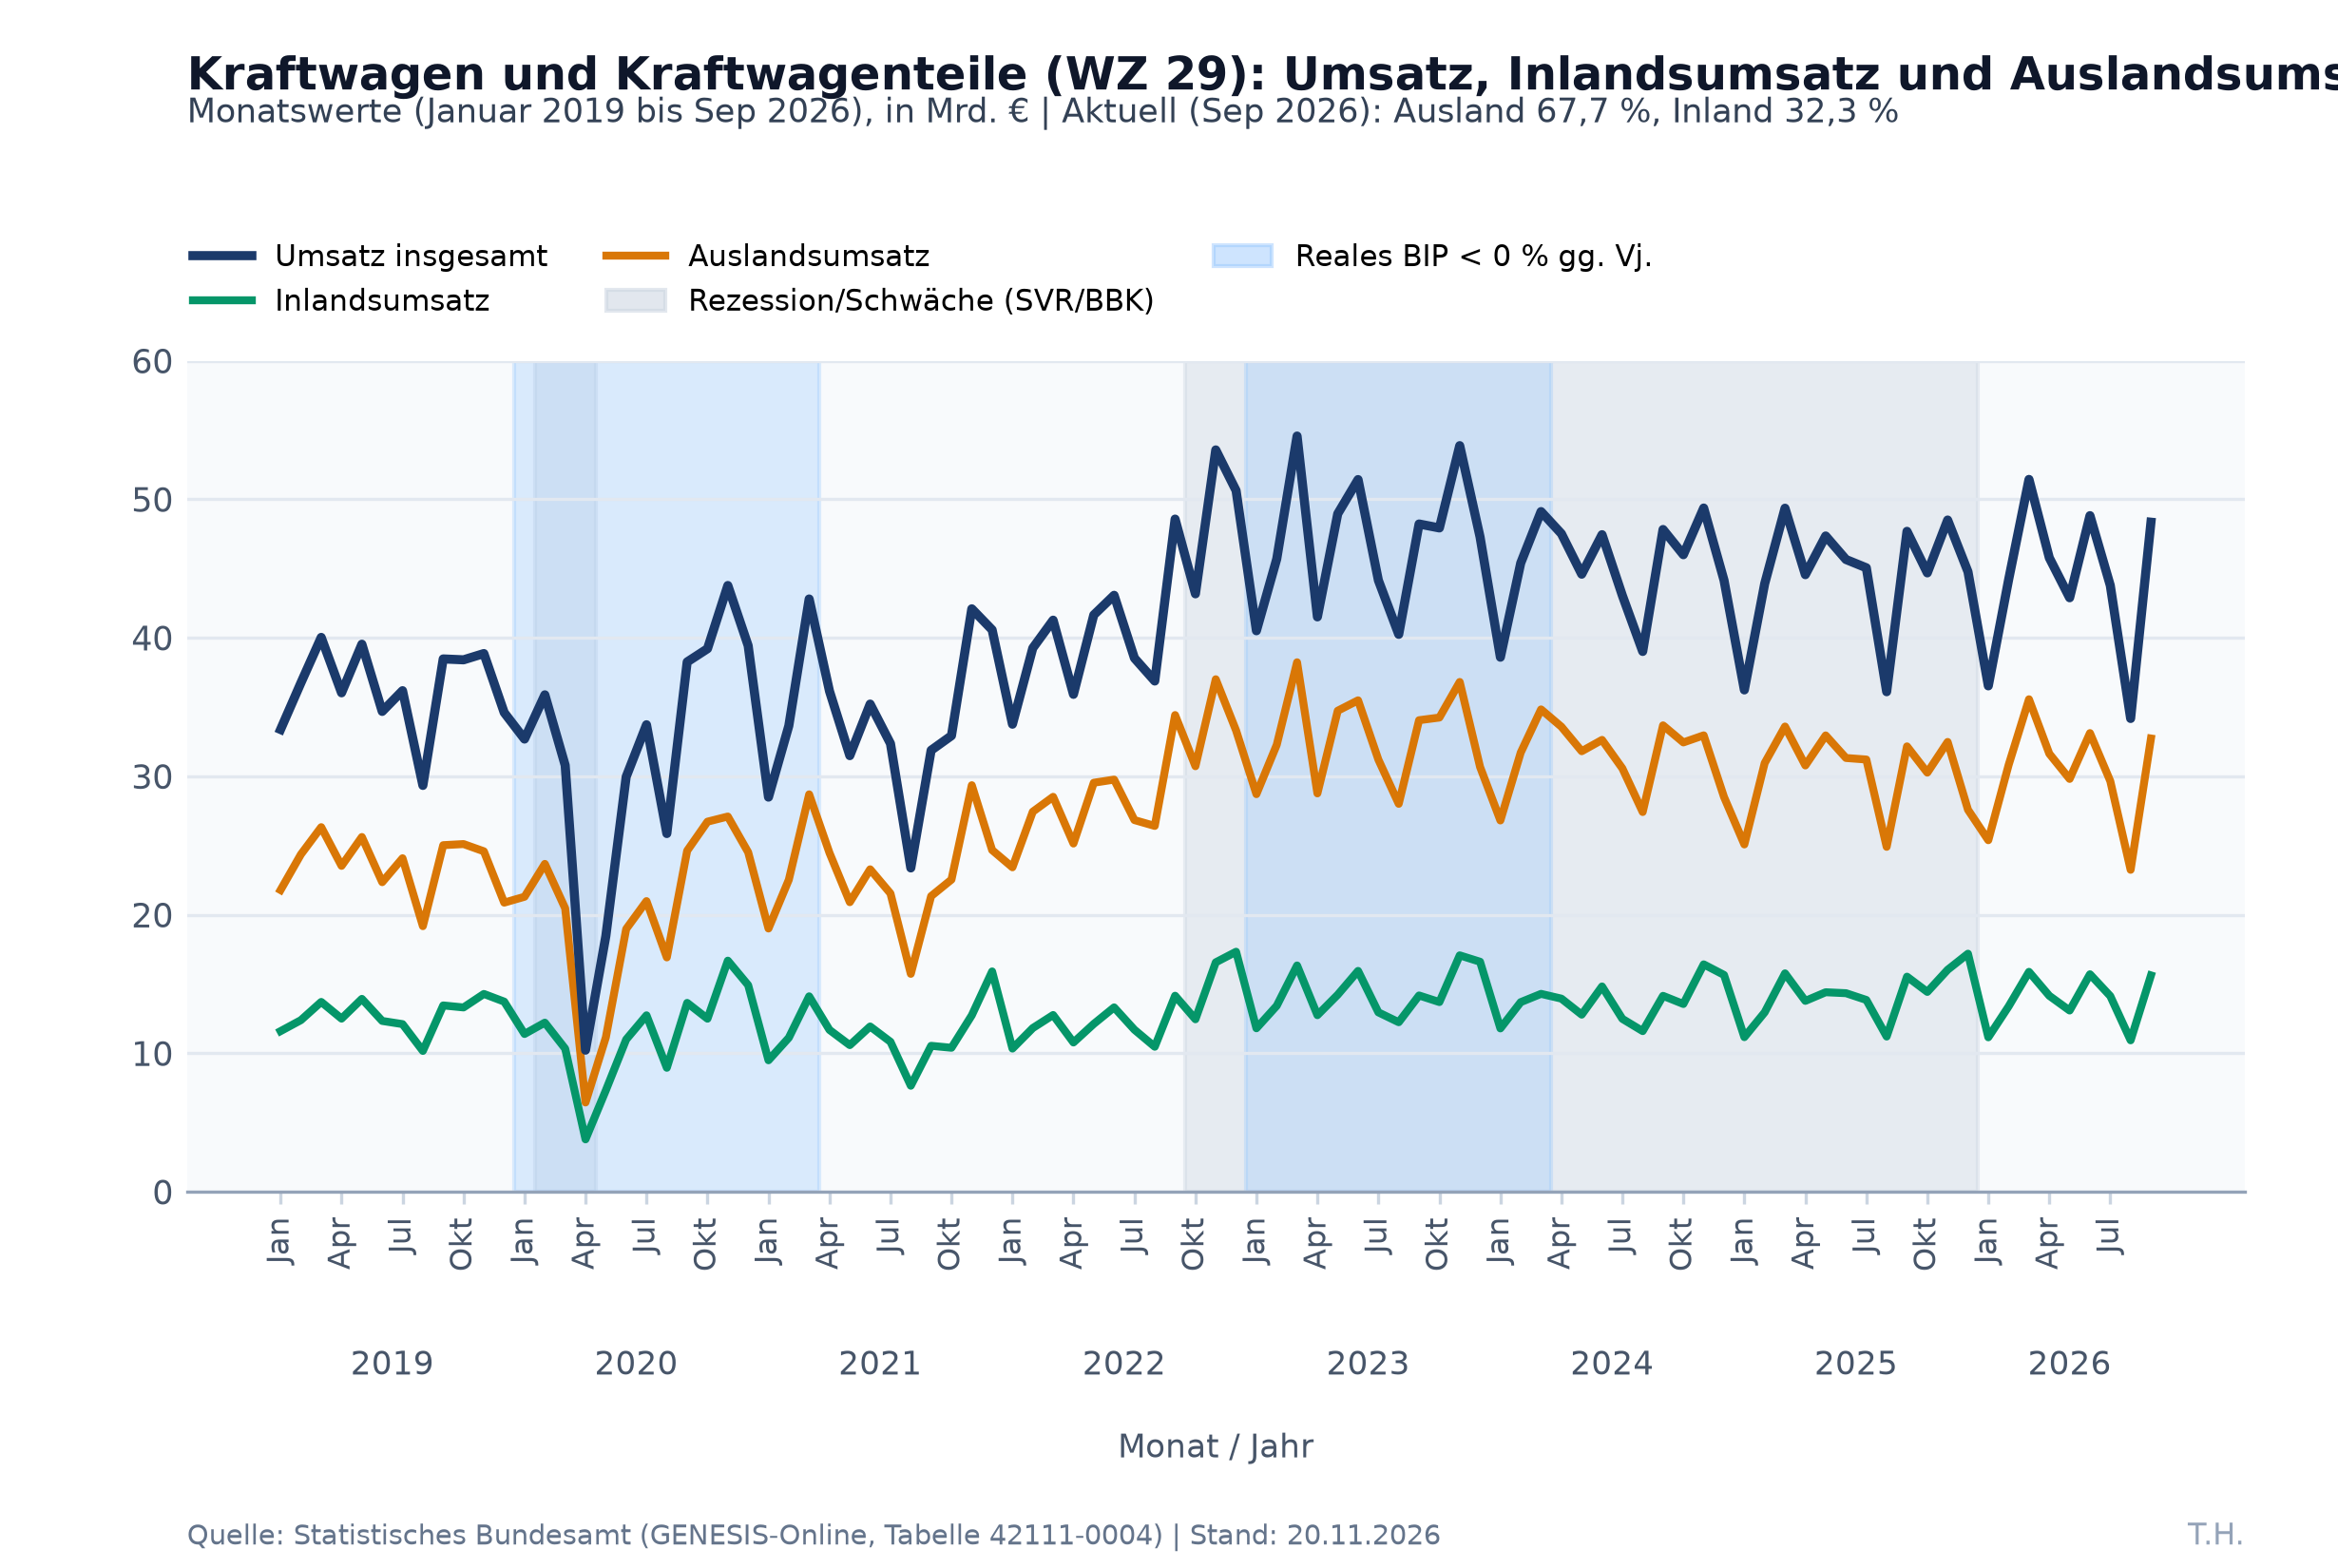 Kraftwagen und Kraftwagenteile (WZ 29): Umsatz, Inlandsumsatz und Auslandsums
Monatswerte (Januar 2019 bis Sep 2026), in Mrd. € | Aktuell (Sep 2026): Ausland 67,7 %, Inland 32,3 %
Umsatz insgesamt Auslandsumsatz Reales BIP < 0 % gg. Vj.
Inlandsumsatz Rezession/Schwäche (SVR/BBK)
60
50
40
30
20
10
0
Jan Apr Jul Okt Jan Apr Jul Okt Jan Apr Jul Okt Jan Apr Jul Okt Jan Apr Jul Okt Jan Apr Jul Okt Jan Apr Jul Okt Jan Apr Jul
2019 2020 2021 2022 2023 2024 2025 2026
Monat / Jahr
Quelle: Statistisches Bundesamt (GENESIS-Online, Tabelle 42111-0004) | Stand: 20.11.2026 T.H.